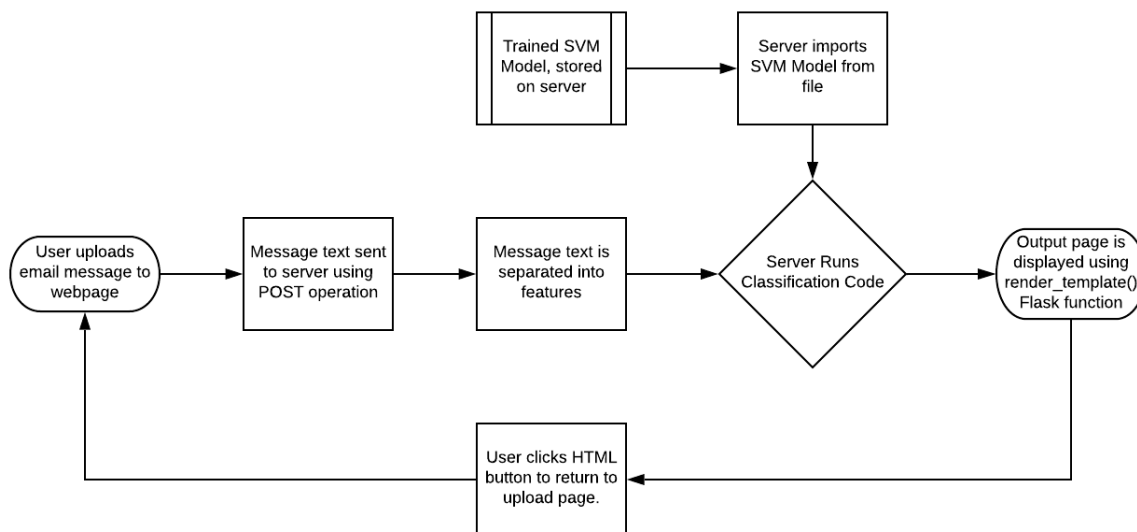 Trained SVM
Model, stored
on server
Server imports
SVM Model from
file
User uploads
email message to
webpage
Message text sent
to server using
POST operation
Message text is
separated into
features
Server Runs
Classification Code
Output page is
displayed using
render_template()
Flask function
User clicks HTML
button to return to
upload page.